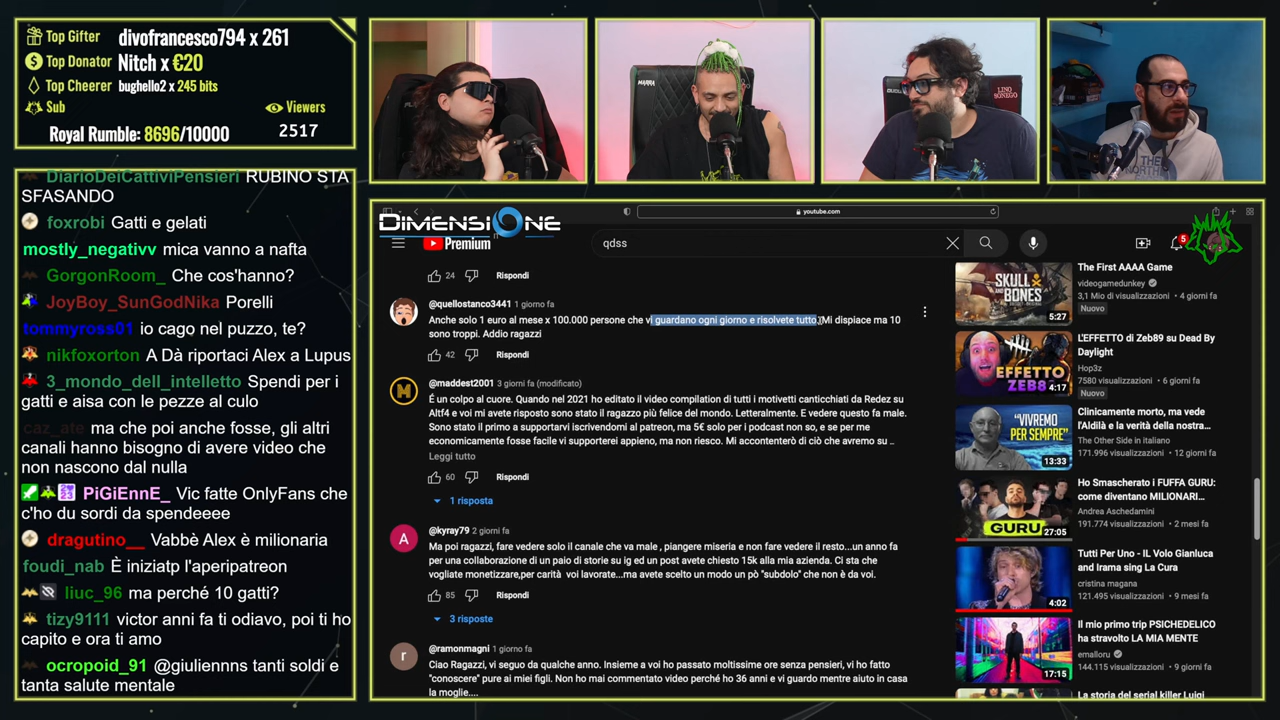 Top Gifter divofrancesco794 x 261
Top Donator Nitch x €20
Top Cheerer bughello2 x 245 bits
Sub Viewers
Royal Rumble: 8696/10000 2517
DiarioDeiCattiviPensieri RUBINO STA
SFASANDO
foxrobi Gatti e gelati
mostly_negativv mica vanno a nafta
GorgonRoom_ Che cos'hanno?
JoyBoy_SunGodNika Porelli
tommyross01 io cago nel puzzo, te?
nikfoxorton A Dà riportaci Alex a Lupus
3_mondo_dell_intelletto Spendi per i
gatti e aisa con le pezze al culo
caz_ate ma che poi anche fosse, gli altri
canali hanno bisogno di avere video che
non nascono dal nulla
PiGiEnnE_ Vic fatte OnlyFans che
c'ho du sordi da spendeeee
dragutino__ Vabbè Alex è milionaria
foudi_nab È iniziatp l'aperipatreon
liuc_96 ma perché 10 gatti?
tizy9111 victor anni fa ti odiavo, poi ti ho
capito e ora ti amo
ocropoid_91 @giuliennns tanti soldi e
tanta salute mentale
MARRA
LINO
SONEGO
THE
NORTH
DIMENSIONE
youtube.com
Premium
qdss
5
24 Rispondi
@quellostanco3441 1 giorno fa
Anche solo 1 euro al mese x 100.000 persone che vi guardano ogni giorno e risolvete tutto. Mi dispiace ma 10
sono troppi. Addio ragazzi
42 Rispondi
@maddest2001 3 giorni fa (modificato)
É un colpo al cuore. Quando nel 2021 ho editato il video compilation di tutti i motivetti canticchiati da Redez su
Altf4 e voi mi avete risposto sono stato il ragazzo più felice del mondo. Letteralmente. E vedere questo fa male.
Sono stato il primo a supportarvi iscrivendomi al patreon, ma 5€ solo per i podcast non so, e se per me
economicamente fosse facile vi supporterei appieno, ma non riesco. Mi accontenterò di ciò che avremo su ..
Leggi tutto
60 Rispondi
1 risposta
A
@kyray79 2 giorni fa
Ma poi ragazzi, fare vedere solo il canale che va male , piangere miseria e non fare vedere il resto...un anno fa
per una collaborazione di un paio di storie su ig ed un post avete chiesto 15k alla mia azienda. Ci sta che
vogliate monetizzare,per carità voi lavorate...ma avete scelto un modo un pò "subdolo" che non è da voi.
85 Rispondi
3 risposte
r
@ramonmagni 1 giorno fa
Ciao Ragazzi, vi seguo da qualche anno. Insieme a voi ho passato moltissime ore senza pensieri, vi ho fatto
"conoscere" pure ai miei figli. Non ho mai commentato video perché ho 36 anni e vi guardo mentre aiuto in casa
la moglie....
SKULL
AND
BONES
5:27
The First AAAA Game
videogamedunkey
3,1 Mio di visualizzazioni · 4 giorni fa
Nuovo
EFFETTO
ZEB89
4:17
L'EFFETTO di Zeb89 su Dead By
Daylight
Hop3z
7580 visualizzazioni · 6 giorni fa
Nuovo
"VIVREMO
PER SEMPRE"
13:33
Clinicamente morto, ma vede
l'Aldilà e la verità della nostra...
The Other Side in italiano
171.996 visualizzazioni · 12 giorni fa
GURU
27:05
Ho Smascherato i FUFFA GURU:
come diventano MILIONARI...
Andrea Aschedamini
191.774 visualizzazioni · 2 mesi fa
4:02
Tutti Per Uno - IL Volo Gianluca
and Irama sing La Cura
cristina magana
121.495 visualizzazioni · 9 mesi fa
17:15
Il mio primo trip PSICHEDELICO
ha stravolto LA MIA MENTE
emalloru
144.115 visualizzazioni · 9 giorni fa
La storia del serial killer Luigi